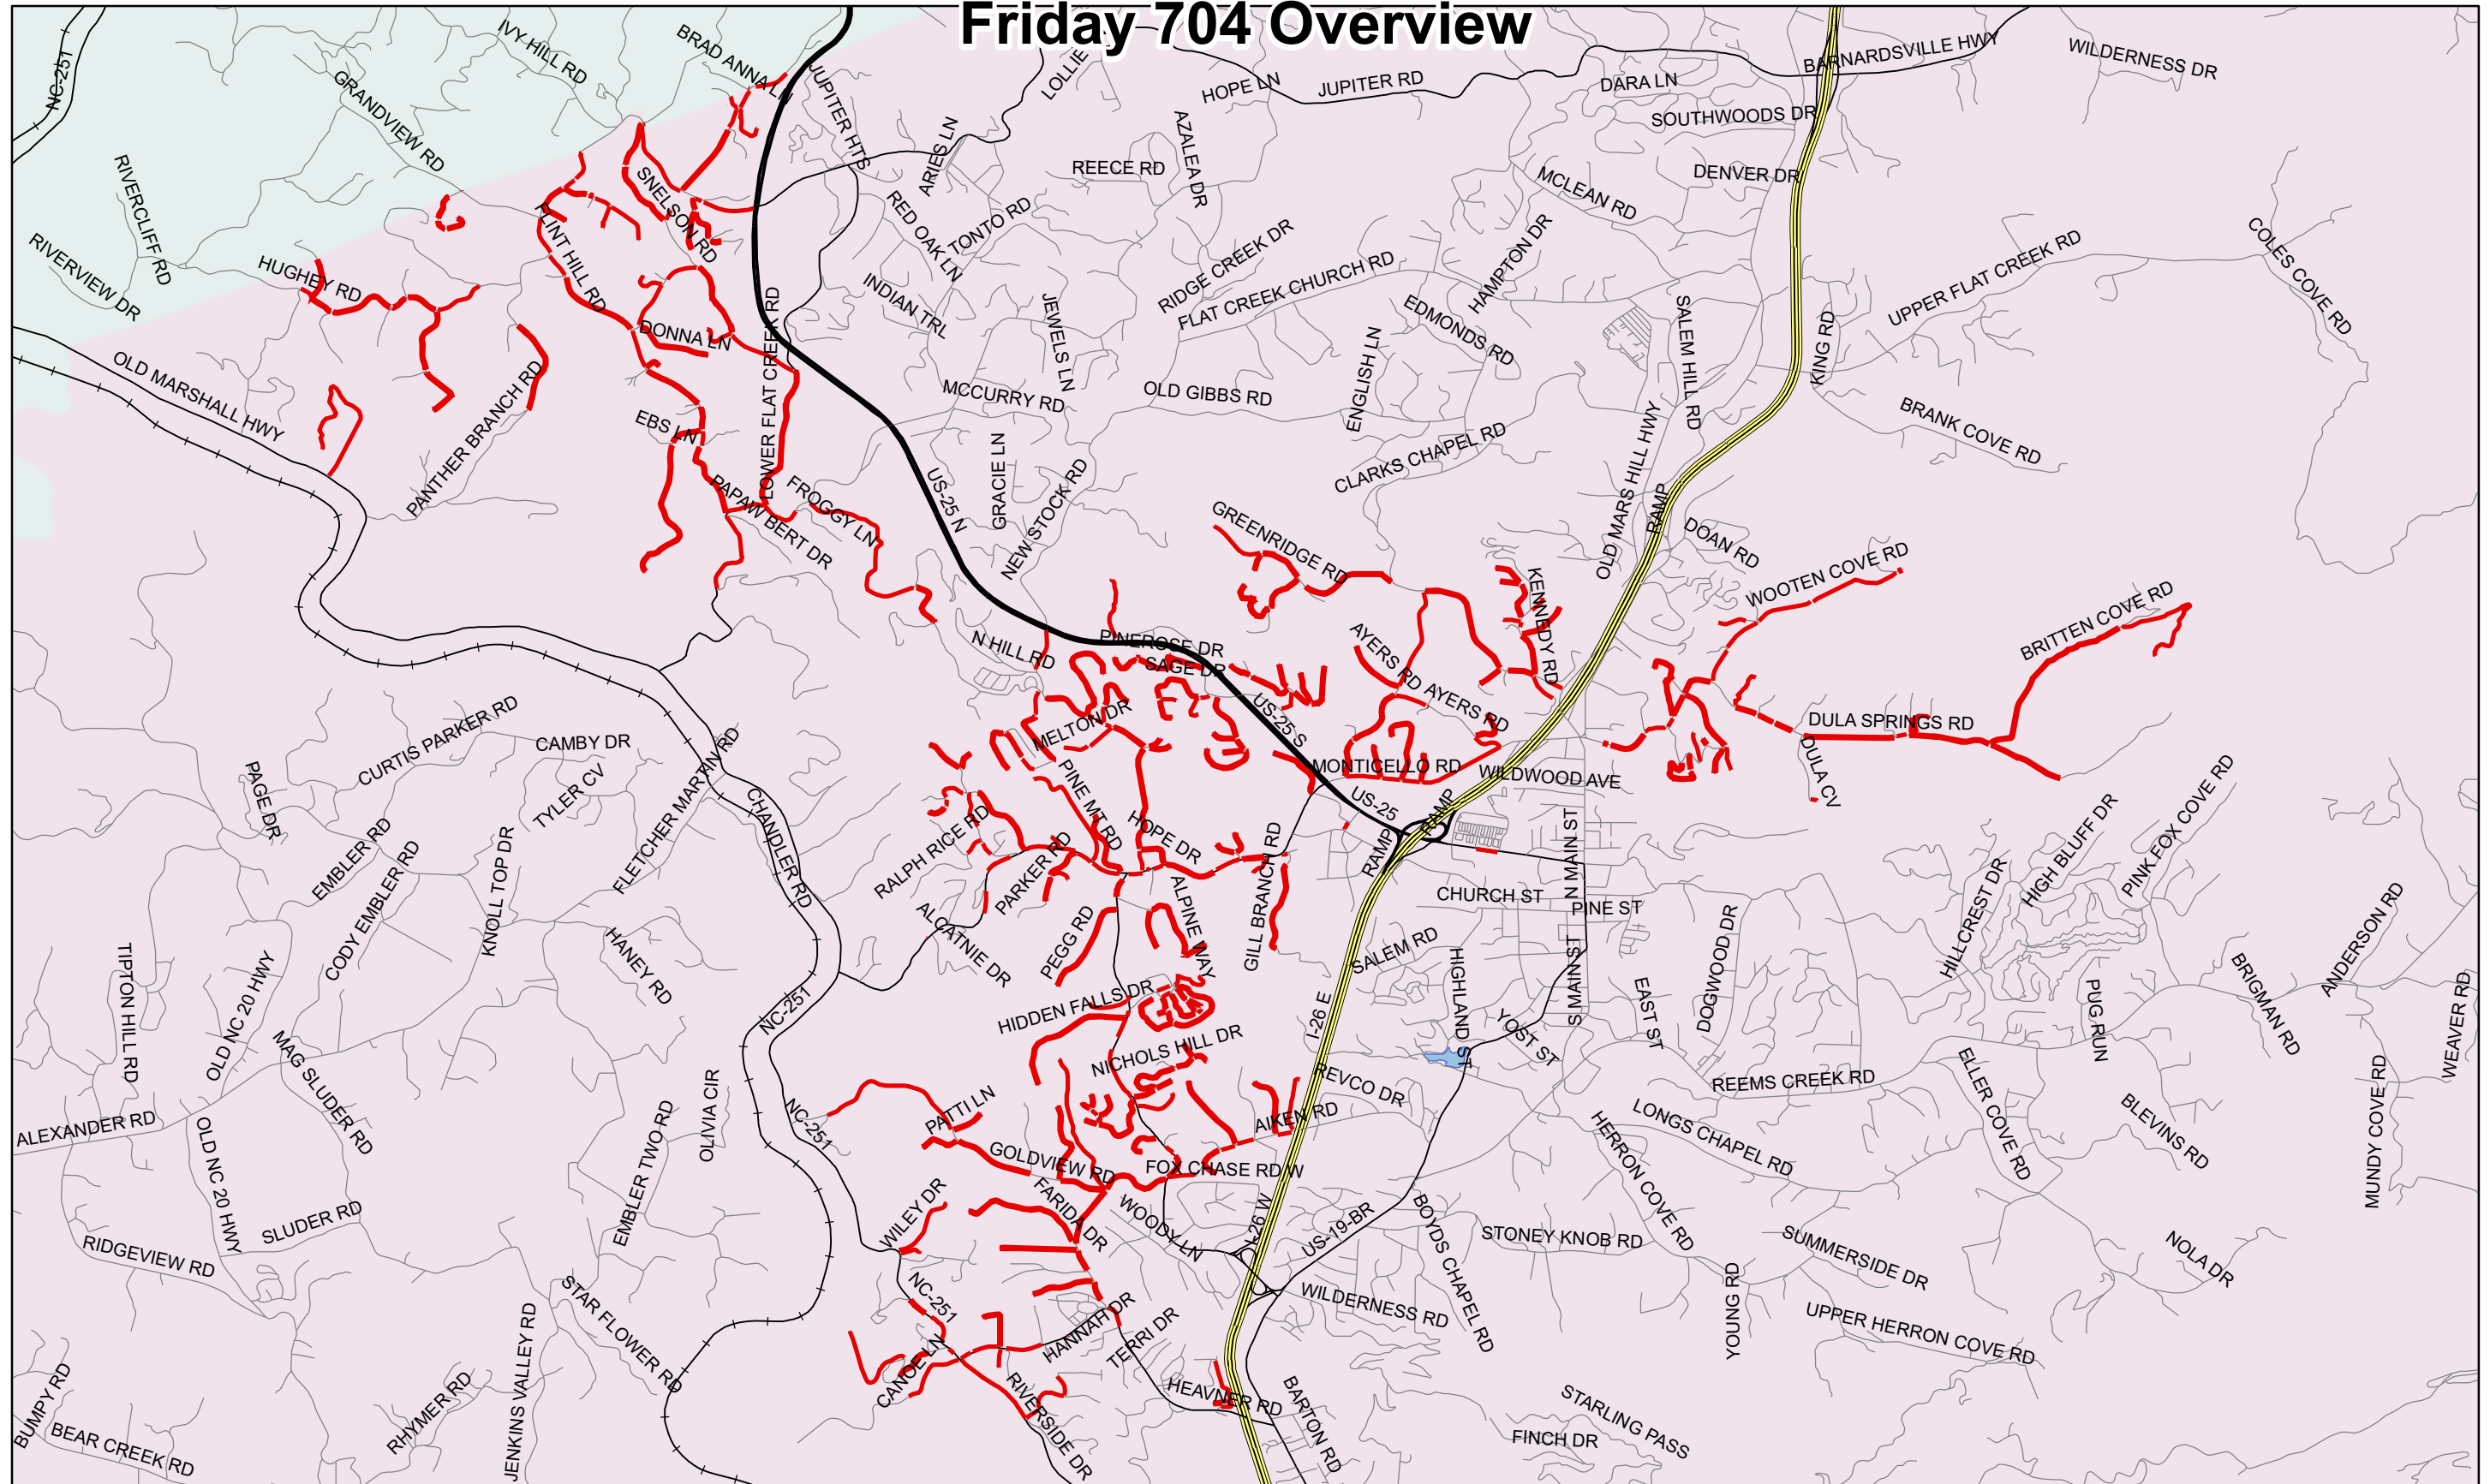 Friday 704 Overview
NC-251
IVY HILL RD
BRAD ANNA LN
GRANDVIEW RD
JUPITER HTS
LOLLIE
HOPE LN
JUPITER RD
DARA LN
BARNARDSVILLE HWY
WILDERNESS DR
SOUTHWOODS DR
RIVERCLIFF RD
ARIES LN
AZALEA DR
REECE RD
MCLEAN RD
DENVER DR
SNELSON RD
RED OAK LN
TONTO RD
FLINT HILL RD
RIVERVIEW DR
HUGHEY RD
INDIAN TRL
JEWELS LN
RIDGE CREEK DR
FLAT CREEK CHURCH RD
HAMPTON DR
EDMONDS RD
SALEM HILL RD
KING RD
UPPER FLAT CREEK RD
COLES COVE RD
OLD MARSHALL HWY
DONNA LN
LOWER FLAT CREEK RD
MCCURRY RD
OLD GIBBS RD
ENGLISH LN
BRANK COVE RD
PANTHER BRANCH RD
EBS LN
PAPAW BERT DR
FROGGY LN
US-25 N
GRACIE LN
NEW STOCK RD
CLARKS CHAPEL RD
OLD MARS HILL HWY
RAMP
DOAN RD
GREENRIDGE RD
KENNEDY RD
WOOTEN COVE RD
BRITTEN COVE RD
N HILL RD
PINEROSE DR
SAGE DR
AYERS RD
AYERS RD
US-25 S
MELTON DR
DULA SPRINGS RD
DULA CV
CURTIS PARKER RD
CAMBY DR
PAGE DR
TYLER CV
FLETCHER MARTIN RD
CHANDLER RD
PINE MT RD
MONTICELLO RD
WILDWOOD AVE
US-25
RAMP
RAMP
EMBLER RD
CODY EMBLER RD
KNOLL TOP DR
RALPH RICE RD
PARKER RD
HOPE DR
GILL BRANCH RD
N MAIN ST
CHURCH ST
PINE ST
HILLCREST DR
HIGH BLUFF DR
PINK FOX COVE RD
ANDERSON RD
TIPTON HILL RD
OLD NC 20 HWY
HANEY RD
ALCATNIE DR
PEGG RD
ALPINE WAY
SALEM RD
HIGHLAND ST
S MAIN ST
EAST ST
DOGWOOD DR
PUG RUN
BRIGMAN RD
WEAVER RD
NC-251
HIDDEN FALLS DR
I-26 E
YOST ST
MAG SLUDER RD
NICHOLS HILL DR
REVCO DR
REEMS CREEK RD
ELLER COVE RD
BLEVINS RD
MUNDY COVE RD
ALEXANDER RD
OLD NC 20 HWY
OLIVIA CIR
NC-251
PATTI LN
AIKEN RD
HERRON COVE RD
LONGS CHAPEL RD
GOLDVIEW RD
FOX CHASE RD W
EMBLER TWO RD
SLUDER RD
RIDGEVIEW RD
WILEY DR
FARIDA DR
WOODY LN
I-26 W
US-19-BR
BOYDS CHAPEL RD
STONEY KNOB RD
SUMMERSIDE DR
NOLA DR
YOUNG RD
STAR FLOWER RD
NC-251
HANNAH DR
TERRI DR
WILDERNESS RD
UPPER HERRON COVE RD
BUMPY RD
RHYMER RD
JENKINS VALLEY RD
CANOE LN
RIVERSIDE DR
HEAVNER RD
BARTON RD
STARLING PASS
FINCH DR
BEAR CREEK RD